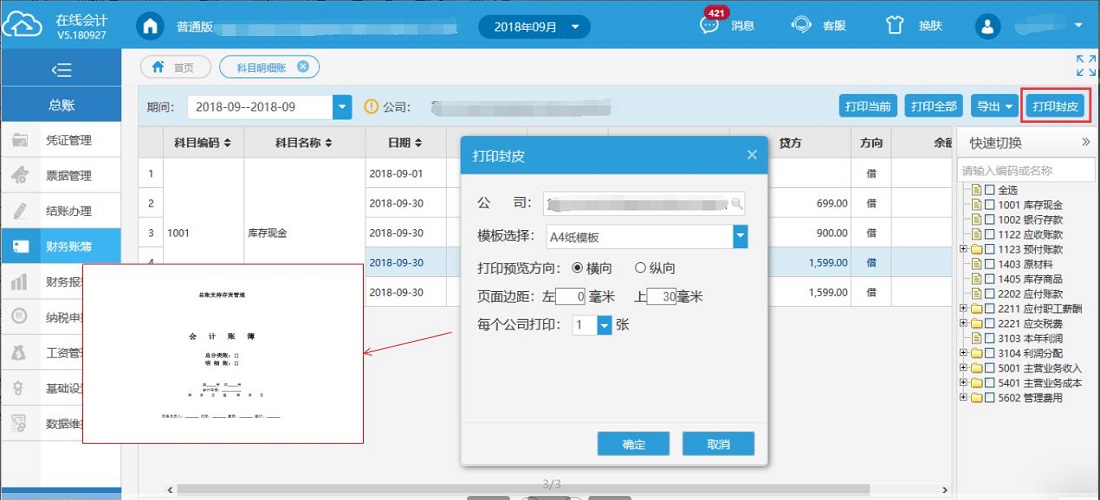 在线会计
V5.180927
普通版
2018年09月
421
消息
客服
换肤
首页
科目明细账
总账
期间: 2018-09--2018-09
公司:
打印当前 打印全部 导出 打印封皮
凭证管理
票据管理
结账办理
财务账簿
财务报
纳税申
工资管
基础设
数据维
科目编码 科目名称 日期 贷方 方向 余额
1 2018-09-01 借
2 2018-09-30 699.00 借
3 1001 库存现金 2018-09-30 900.00 借
4 2018-09-30 1,599.00 借
2018-09-30 1,599.00 借
打印封皮
公 司:
模板选择: A4纸模板
打印预览方向: 横向 纵向
页面边距: 左 0 毫米 上 30 毫米
每个公司打印: 1 张
确定 取消
总账支持存货管理
会 计 账 簿
总分类账: 口
明 细 账: 口
快速切换
请输入编码或名称
全选
1001 库存现金
1002 银行存款
1122 应收账款
1123 预付账款
1403 原材料
1405 库存商品
2202 应付账款
2211 应付职工薪酬
2221 应交税费
3103 本年利润
3104 利润分配
5001 主营业务收入
5401 主营业务成本
5602 管理费用
3/3